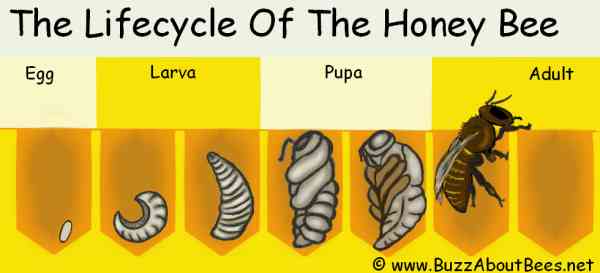 The Lifecycle Of The Honey Bee
Egg Larva Pupa Adult
© www.BuzzAboutBees.net